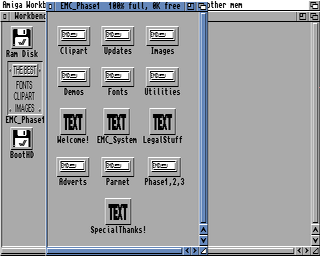 Amiga Workb
other mem
Workbenc
EMC_Phase1 100% full, 0K free
Ram Disk
THE BEST
FONTS
CLIPART
IMAGES
EMC_Phase1
BootHD
Clipart Updates Images
Demos Fonts Utilities
TEXT TEXT TEXT
Welcome! EMC_System LegalStuff
Adverts Parnet Phase1,2,3
TEXT
SpecialThanks!